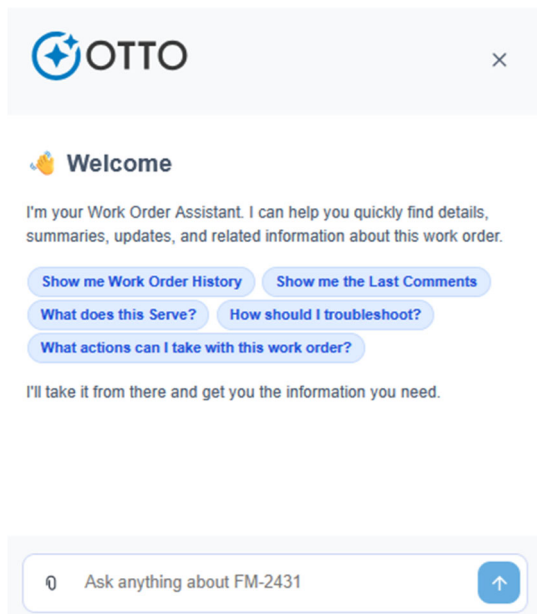 OTTO
Welcome
I'm your Work Order Assistant. I can help you quickly find details,
summaries, updates, and related information about this work order.
Show me Work Order History
Show me the Last Comments
What does this Serve?
How should I troubleshoot?
What actions can I take with this work order?
I'll take it from there and get you the information you need.
Ask anything about FM-2431